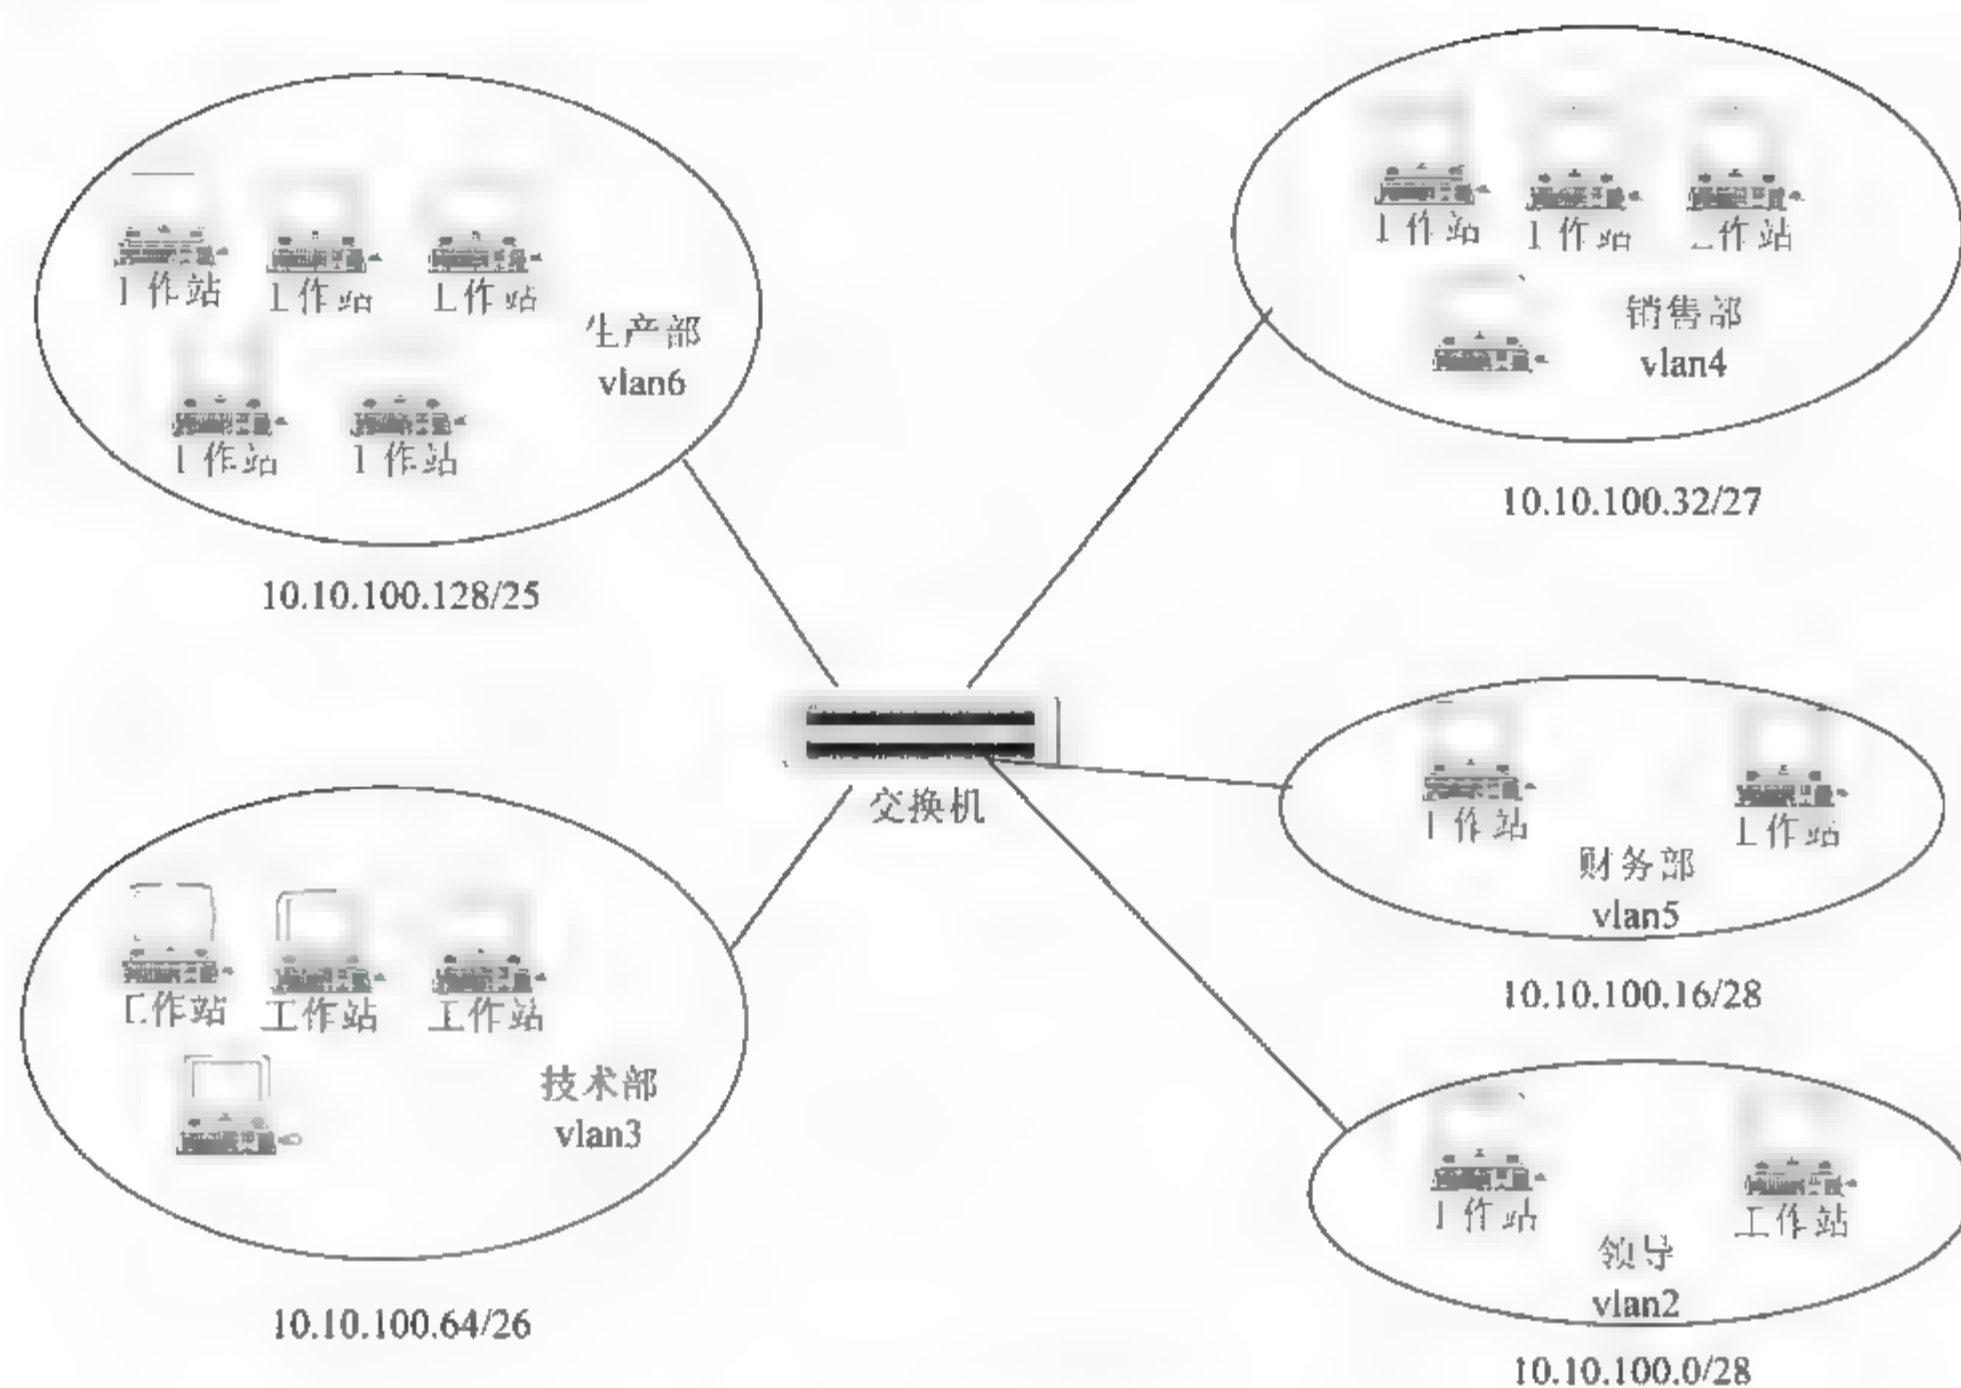 工作站 工作站 工作站
工作站 工作站
生产部
vlan6
10.10.100.128/25
工作站 工作站 工作站
销售部
vlan4
10.10.100.32/27
交换机
工作站 工作站
财务部
vlan5
10.10.100.16/28
工作站 工作站 工作站
技术部
vlan3
10.10.100.64/26
工作站 工作站
领导
vlan2
10.10.100.0/28